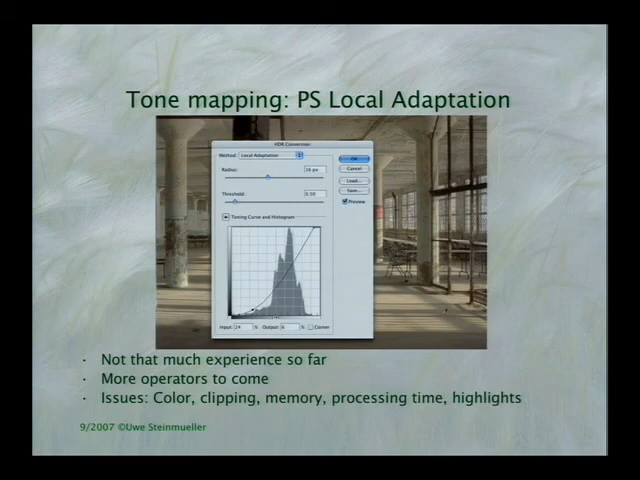 Tone mapping: PS Local Adaptation
HDR Conversion
Method: Local Adaptation
OK
Cancel
Radius: 16 px
Load...
Save...
Threshold: 0.50
Preview
Toning Curve and Histogram
Input: 24 % Output: 6 % Corner
· Not that much experience so far
· More operators to come
· Issues: Color, clipping, memory, processing time, highlights
9/2007 ©Uwe Steinmueller